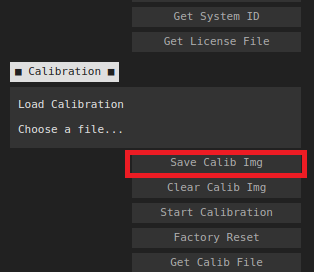 Get System ID
Get License File
■ Calibration ■
Load Calibration
Choose a file...
Save Calib Img
Clear Calib Img
Start Calibration
Factory Reset
Get Calib File